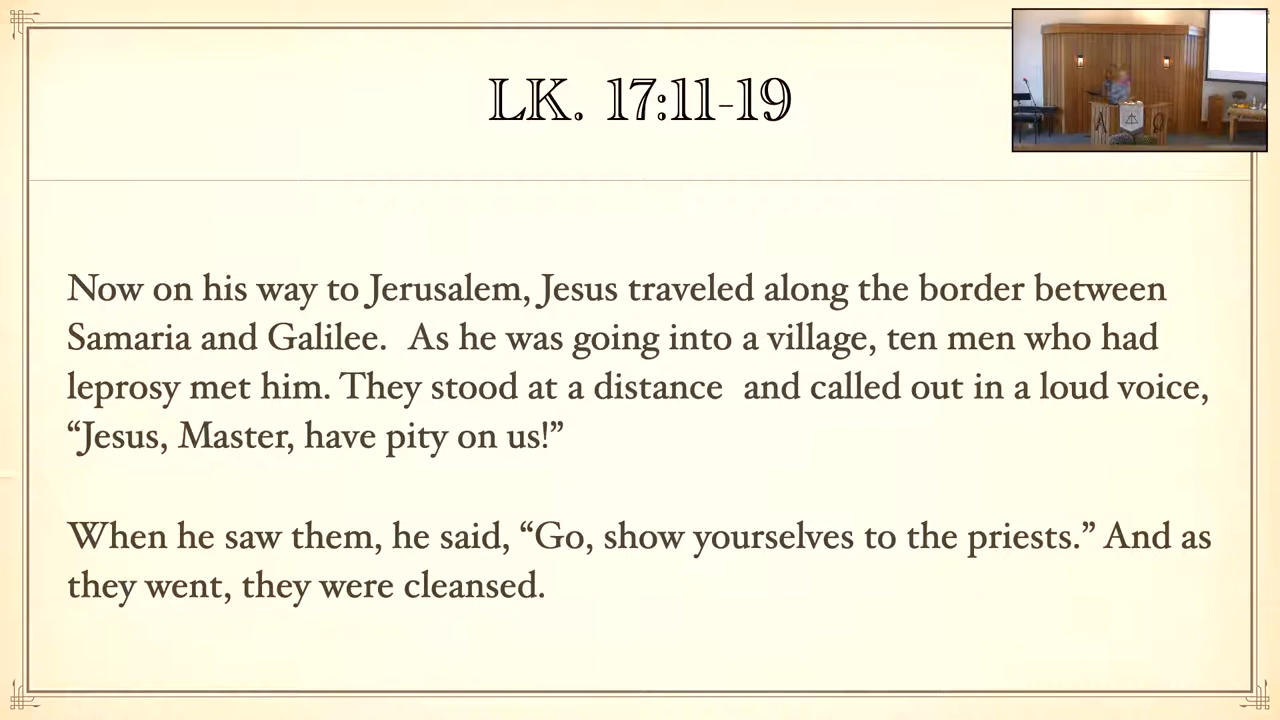 LK. 17:11-19
Now on his way to Jerusalem, Jesus traveled along the border between
Samaria and Galilee. As he was going into a village, ten men who had
leprosy met him. They stood at a distance and called out in a loud voice,
“Jesus, Master, have pity on us!”
When he saw them, he said, “Go, show yourselves to the priests.” And as
they went, they were cleansed.